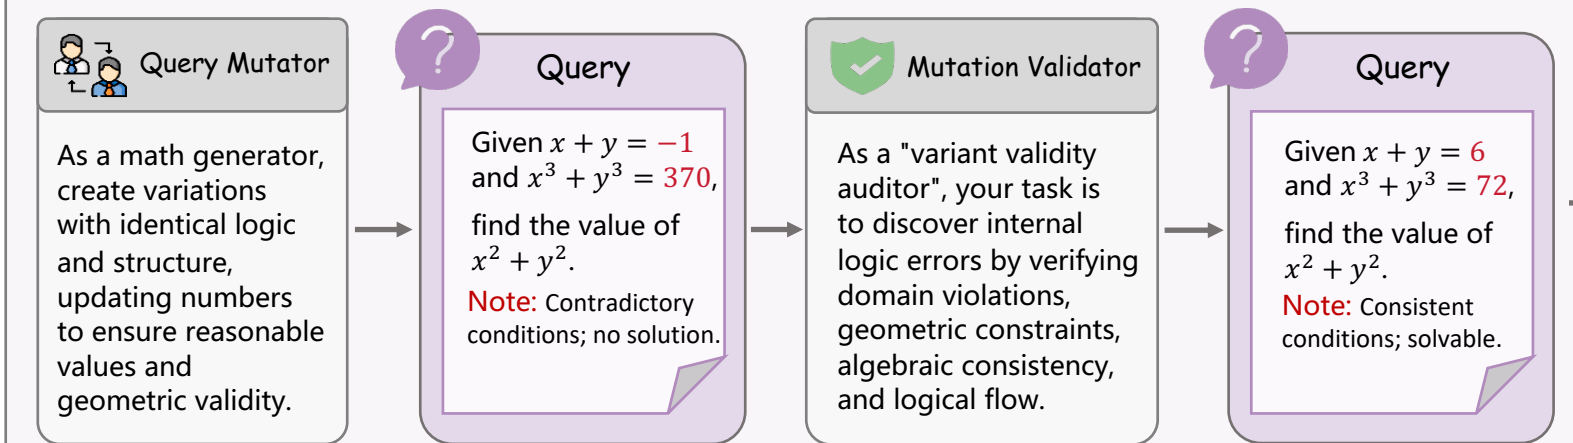 Query Mutator
As a math generator,
create variations
with identical logic
and structure,
updating numbers
to ensure reasonable
values and
geometric validity.
?
Query
Given x + y = −1
and x³ + y³ = 370,
find the value of
x² + y².
Note: Contradictory
conditions; no solution.
Mutation Validator
As a "variant validity
auditor", your task is
to discover internal
logic errors by verifying
domain violations,
geometric constraints,
algebraic consistency,
and logical flow.
?
Query
Given x + y = 6
and x³ + y³ = 72,
find the value of
x² + y².
Note: Consistent
conditions; solvable.